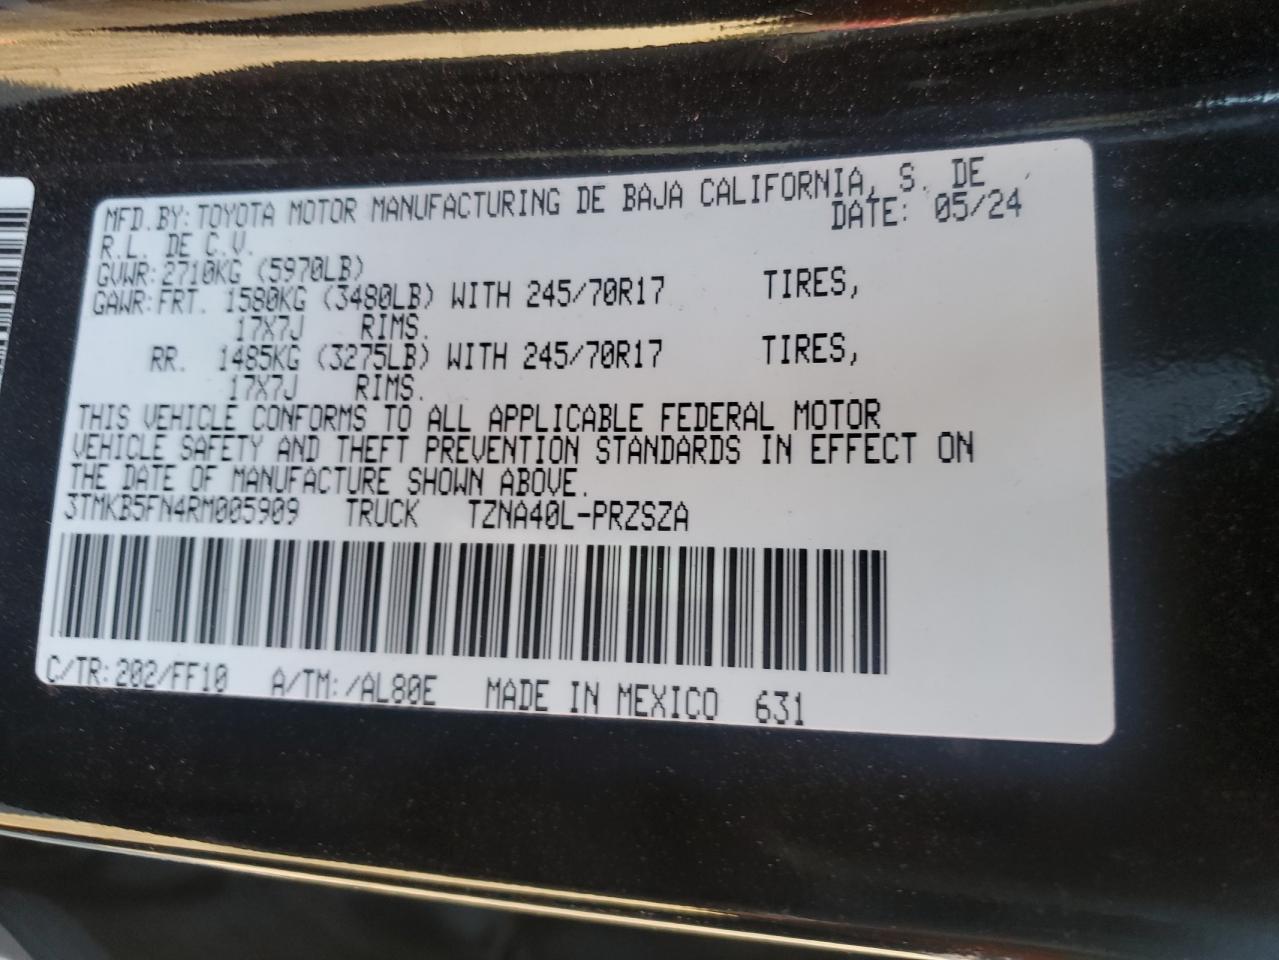 MFD.BY: TOYOTA MOTOR MANUFACTURING DE BAJA CALIFORNIA, S. DE
R.L. DE C.V. DATE: 05/24
GVWR: 2710KG (5970LB)
GAWR: FRT. 1580KG (3480LB) WITH 245/70R17 TIRES,
17X7J RIMS.
RR. 1485KG (3275LB) WITH 245/70R17 TIRES,
17X7J RIMS.
THIS VEHICLE CONFORMS TO ALL APPLICABLE FEDERAL MOTOR
VEHICLE SAFETY AND THEFT PREVENTION STANDARDS IN EFFECT ON
THE DATE OF MANUFACTURE SHOWN ABOVE.
3TMKB5FN4RM005909 TRUCK TZNA40L-PRZSZA
C/TR: 202/FF10 A/TM: /AL80E MADE IN MEXICO 631